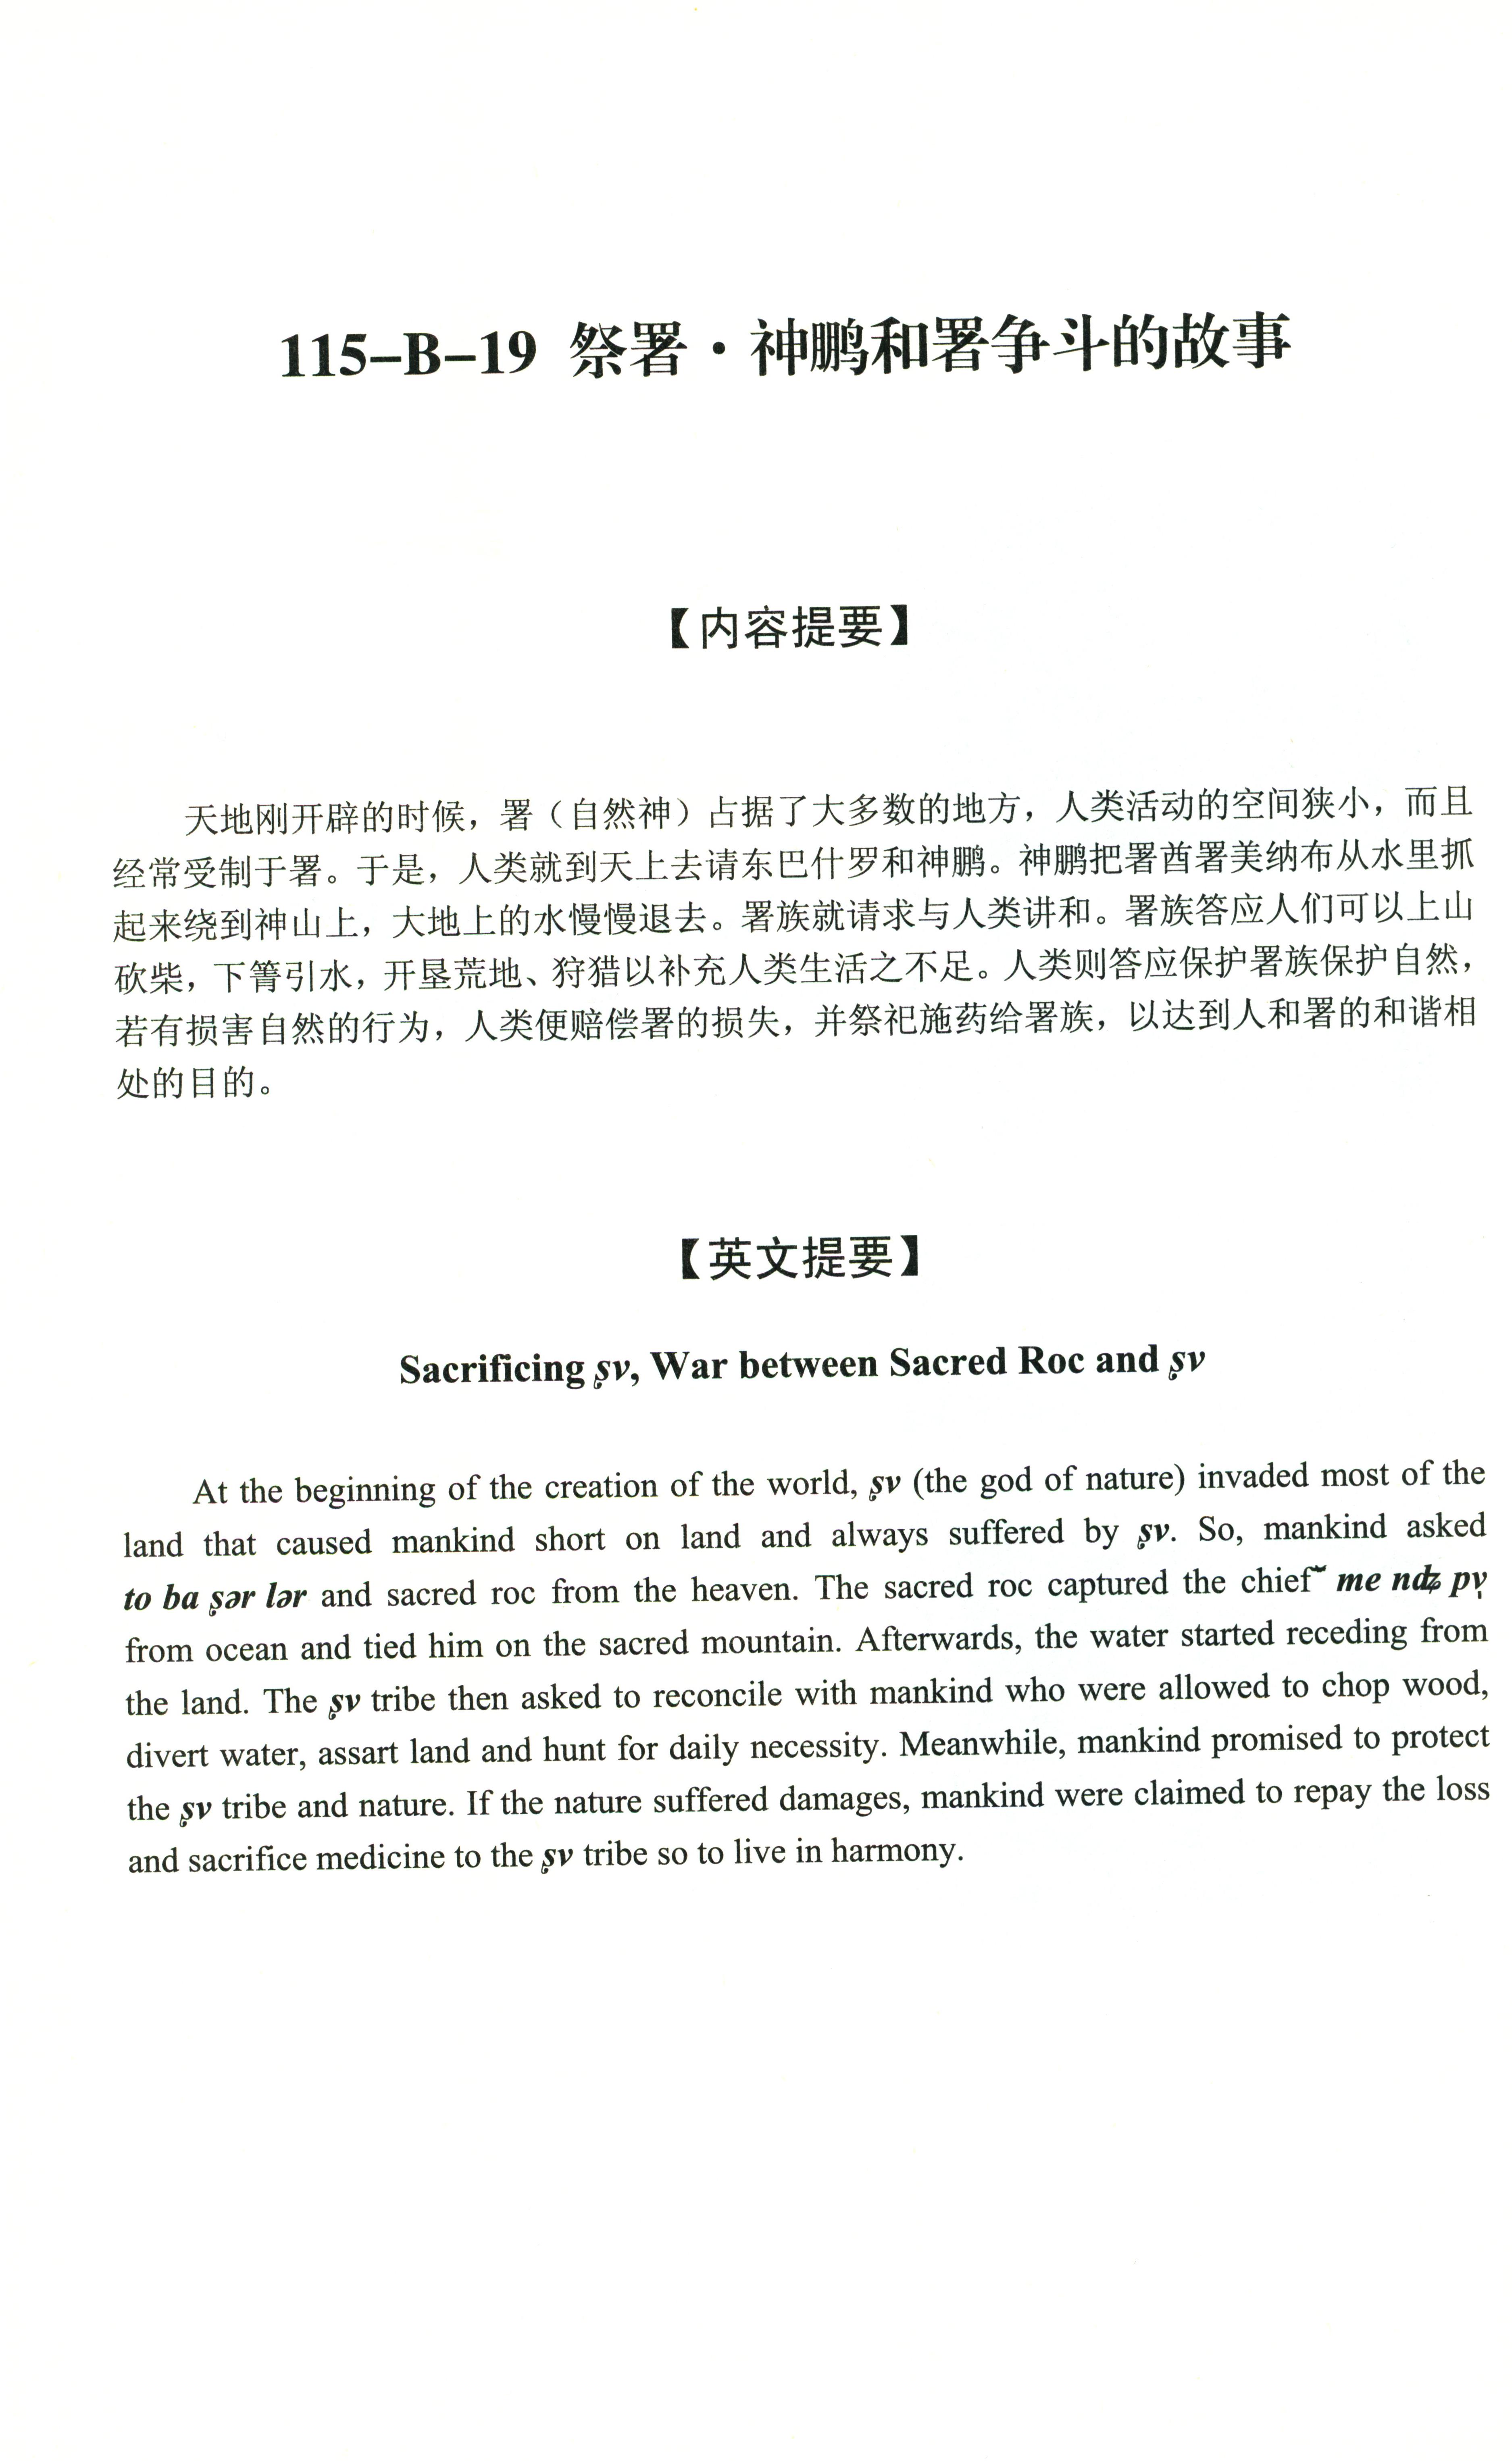 115-B-19 祭署·神鹏和署争斗的故事
【内容提要】
天地刚开辟的时候，署（自然神）占据了大多数的地方，人类活动的空间狭小，而且
经常受制于署。于是，人类就到天上去请东巴什罗和神鹏。神鹏把署酋署美纳布从水里抓
起来绕到神山上，大地上的水慢慢退去。署族就请求与人类讲和。署族答应人们可以上山
砍柴，下箐引水，开垦荒地、狩猎以补充人类生活之不足。人类则答应保护署族保护自然，
若有损害自然的行为，人类便赔偿署的损失，并祭祀施药给署族，以达到人和署的和谐相
处的目的。
【英文提要】
Sacrificing ʂv̩, War between Sacred Roc and ʂv̩
At the beginning of the creation of the world, ʂv̩ (the god of nature) invaded most of the
land that caused mankind short on land and always suffered by ʂv̩. So, mankind asked
to ba ʂər lər and sacred roc from the heaven. The sacred roc captured the chief me nʥ pv̩
from ocean and tied him on the sacred mountain. Afterwards, the water started receding from
the land. The ʂv̩ tribe then asked to reconcile with mankind who were allowed to chop wood,
divert water, assart land and hunt for daily necessity. Meanwhile, mankind promised to protect
the ʂv̩ tribe and nature. If the nature suffered damages, mankind were claimed to repay the loss
and sacrifice medicine to the ʂv̩ tribe so to live in harmony.